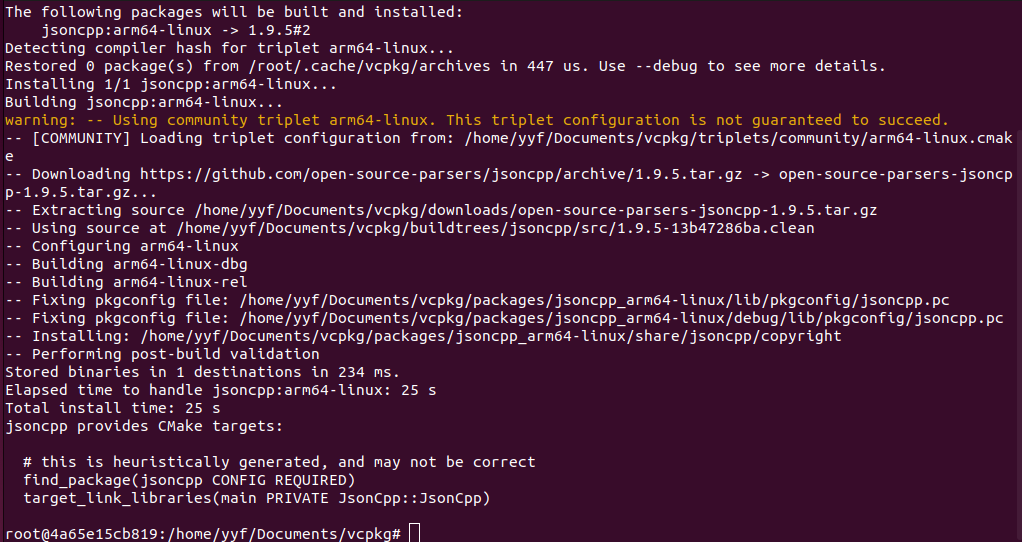 The following packages will be built and installed:
    jsoncpp:arm64-linux -> 1.9.5#2
Detecting compiler hash for triplet arm64-linux...
Restored 0 package(s) from /root/.cache/vcpkg/archives in 447 us. Use --debug to see more details.
Installing 1/1 jsoncpp:arm64-linux...
Building jsoncpp:arm64-linux...
warning: -- Using community triplet arm64-linux. This triplet configuration is not guaranteed to succeed.
-- [COMMUNITY] Loading triplet configuration from: /home/yyf/Documents/vcpkg/triplets/community/arm64-linux.cmak
e
-- Downloading https://github.com/open-source-parsers/jsoncpp/archive/1.9.5.tar.gz -> open-source-parsers-jsoncp
p-1.9.5.tar.gz...
-- Extracting source /home/yyf/Documents/vcpkg/downloads/open-source-parsers-jsoncpp-1.9.5.tar.gz
-- Using source at /home/yyf/Documents/vcpkg/buildtrees/jsoncpp/src/1.9.5-13b47286ba.clean
-- Configuring arm64-linux
-- Building arm64-linux-dbg
-- Building arm64-linux-rel
-- Fixing pkgconfig file: /home/yyf/Documents/vcpkg/packages/jsoncpp_arm64-linux/lib/pkgconfig/jsoncpp.pc
-- Fixing pkgconfig file: /home/yyf/Documents/vcpkg/packages/jsoncpp_arm64-linux/debug/lib/pkgconfig/jsoncpp.pc
-- Installing: /home/yyf/Documents/vcpkg/packages/jsoncpp_arm64-linux/share/jsoncpp/copyright
-- Performing post-build validation
Stored binaries in 1 destinations in 234 ms.
Elapsed time to handle jsoncpp:arm64-linux: 25 s
Total install time: 25 s
jsoncpp provides CMake targets:

  # this is heuristically generated, and may not be correct
  find_package(jsoncpp CONFIG REQUIRED)
  target_link_libraries(main PRIVATE JsonCpp::JsonCpp)

root@4a65e15cb819:/home/yyf/Documents/vcpkg#